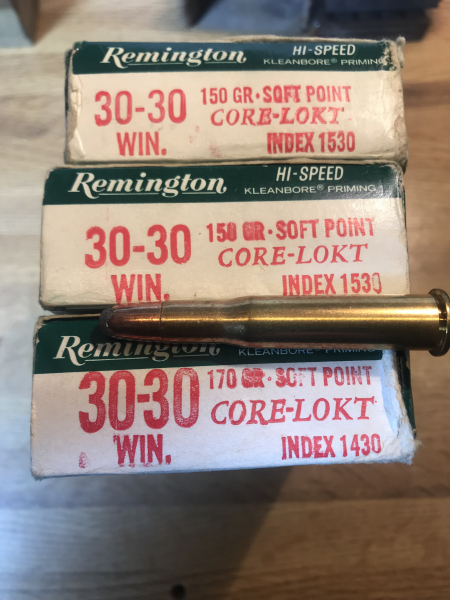 Remington HI-SPEED
KLEANBORE® PRIMING
30-30 150 GR·SOFT POINT
CORE-LOKT
WIN. INDEX 1530
Remington HI-SPEED
KLEANBORE® PRIMING
30-30 150 GR·SOFT POINT
CORE-LOKT
WIN. INDEX 1530
Remington
KLEANBORE® PRIMING
30-30 170 GR·SOFT POINT
CORE-LOKT
WIN. INDEX 1430